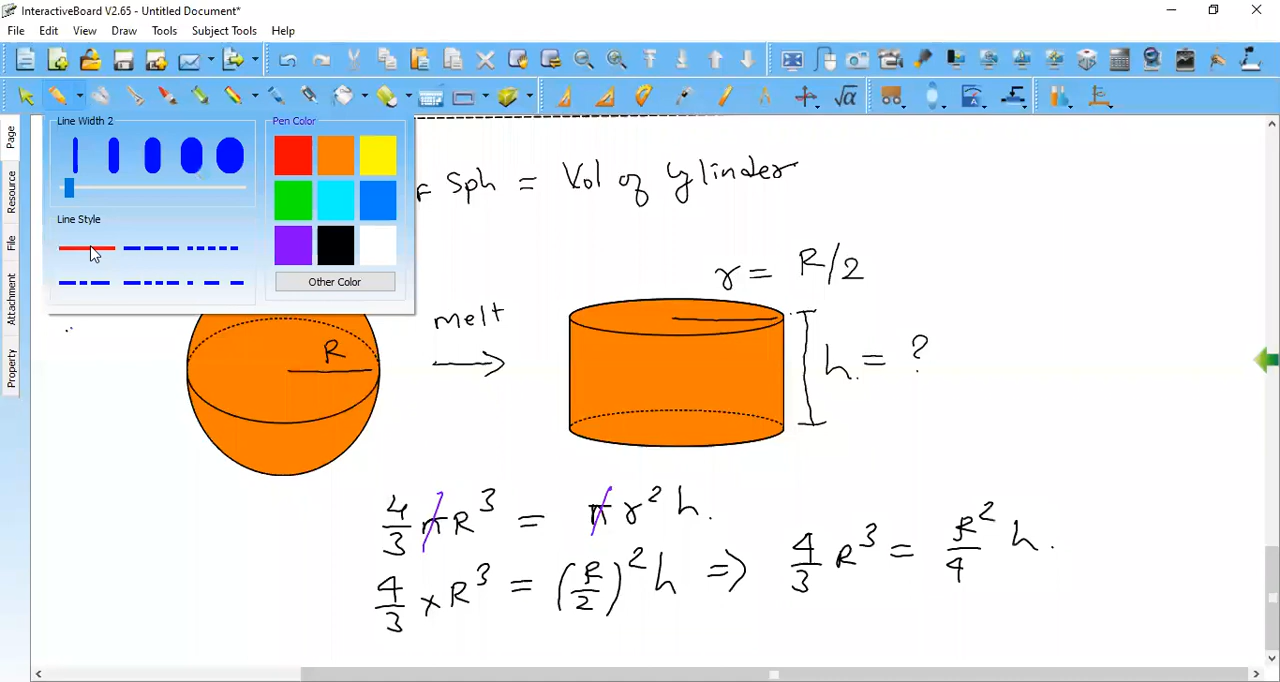 InteractiveBoard V2.65 - Untitled Document*
File Edit View Draw Tools Subject Tools Help
Line Width 2
Pen Color
Line Style
Other Color
Page
Resource
File
Attachment
Property
Sph = Vol of Cylinder
r = R/2
melt
R
h. = ?
4/3 πR³ = πr²h.
4/3 × R³ = (R/2)²h => 4/3 R³ = R²/4 h.